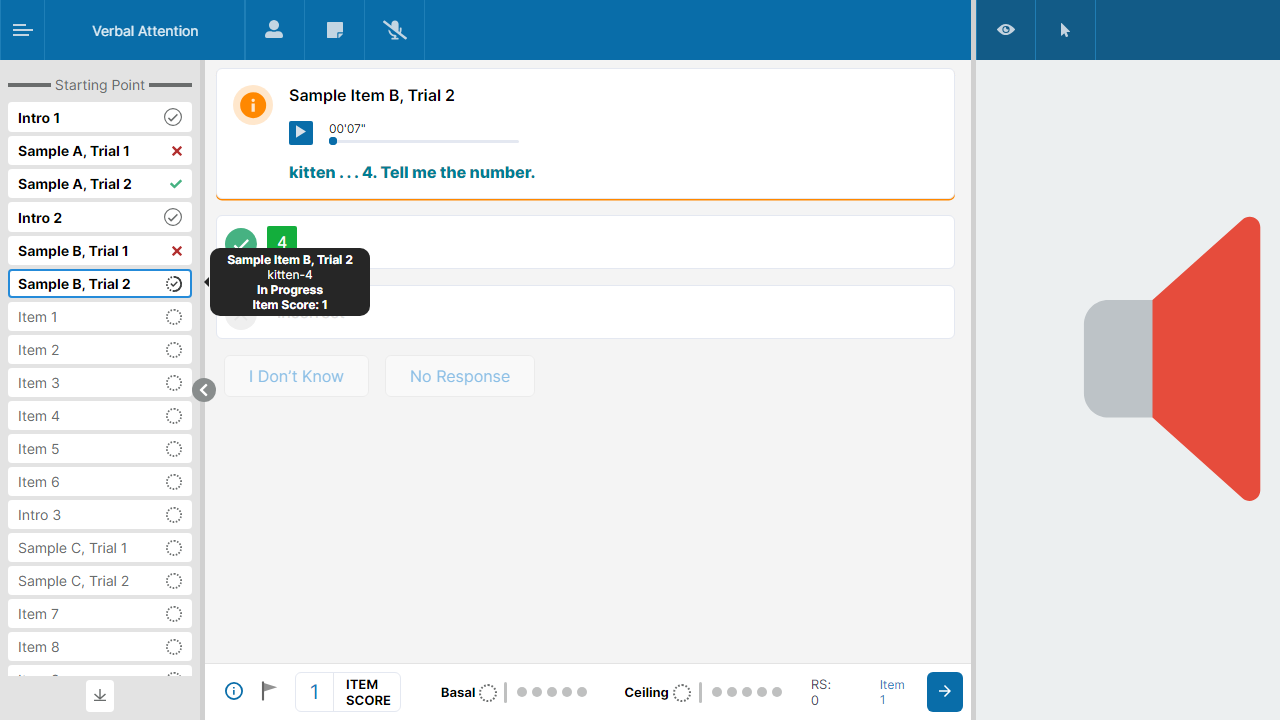 Verbal Attention
Starting Point
Intro 1
Sample A, Trial 1
Sample A, Trial 2
Intro 2
Sample B, Trial 1
Sample B, Trial 2
Item 1
Item 2
Item 3
Item 4
Item 5
Item 6
Intro 3
Sample C, Trial 1
Sample C, Trial 2
Item 7
Item 8
Sample Item B, Trial 2
00'07"
kitten . . . 4. Tell me the number.
4
Sample Item B, Trial 2
kitten-4
In Progress
Item Score: 1
I Don't Know
No Response
1
ITEM
SCORE
Basal
Ceiling
RS:
0
Item
1